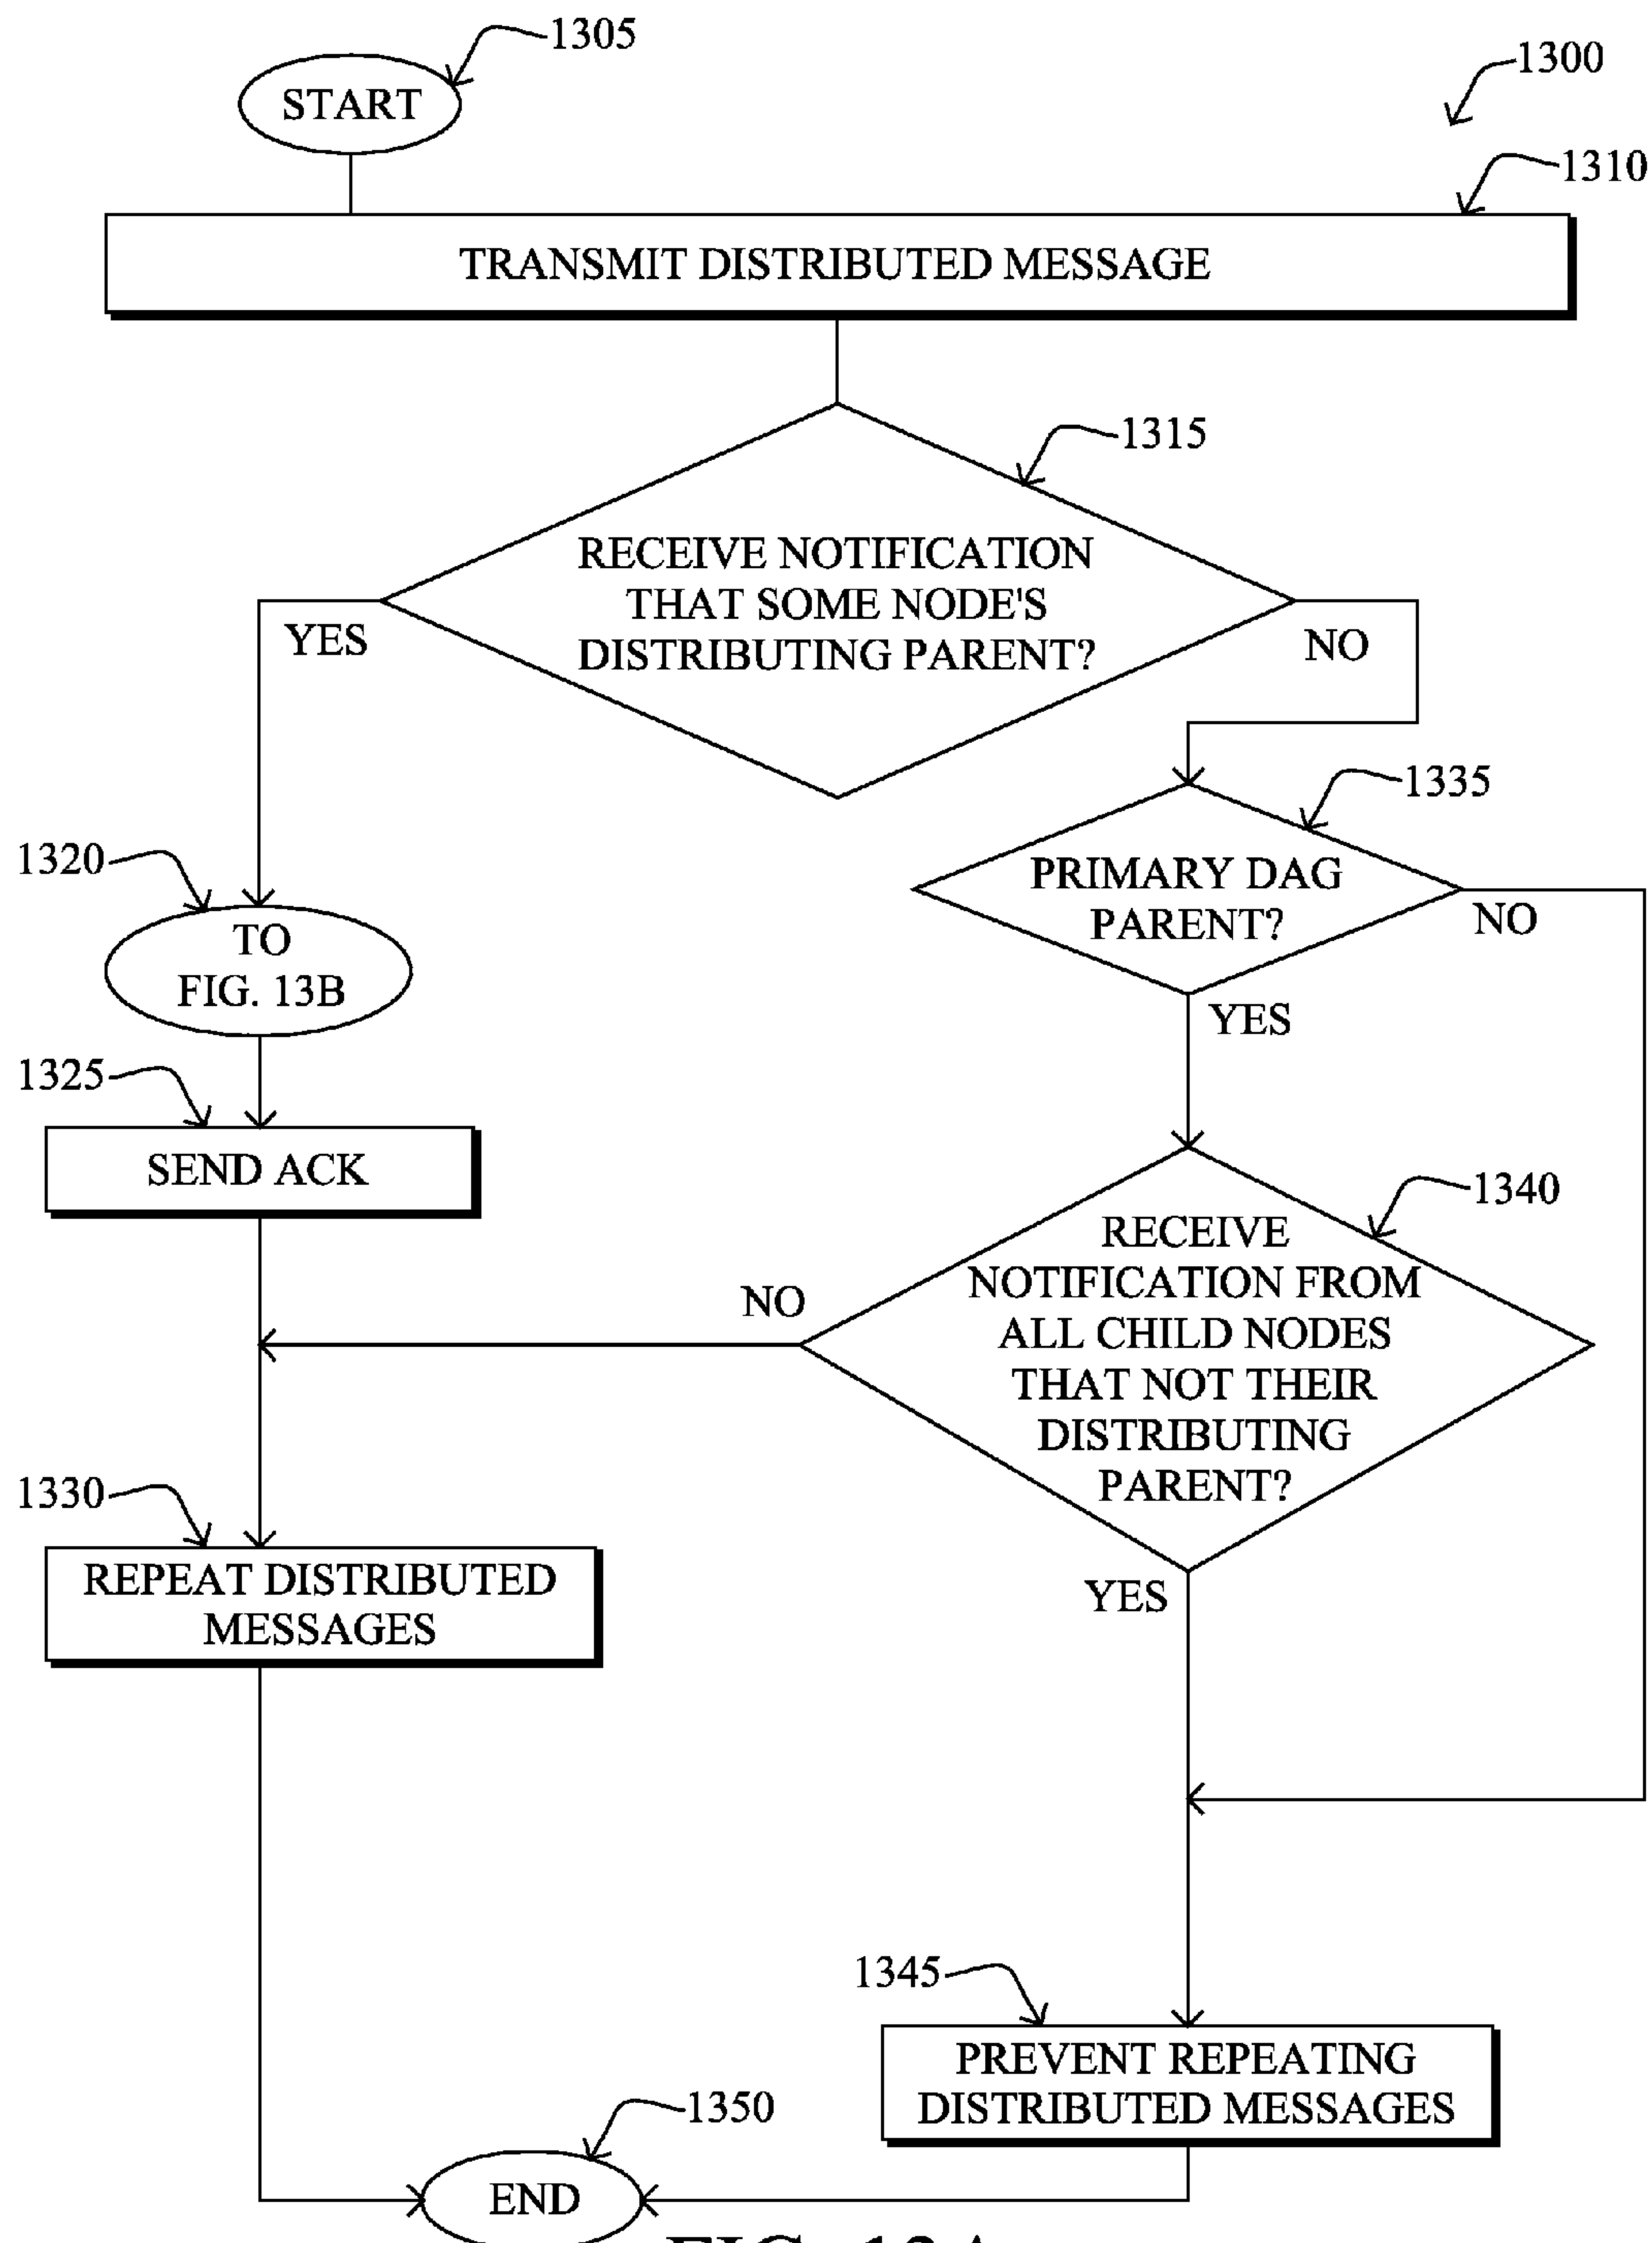 1305
START
1300
1310
TRANSMIT DISTRIBUTED MESSAGE
1315
RECEIVE NOTIFICATION
THAT SOME NODE'S
DISTRIBUTING PARENT?
YES
NO
1335
PRIMARY DAG
PARENT?
NO
YES
1320
TO
FIG. 13B
1325
SEND ACK
1340
RECEIVE
NOTIFICATION FROM
ALL CHILD NODES
THAT NOT THEIR
DISTRIBUTING
PARENT?
NO
YES
1330
REPEAT DISTRIBUTED
MESSAGES
1345
PREVENT REPEATING
DISTRIBUTED MESSAGES
1350
END